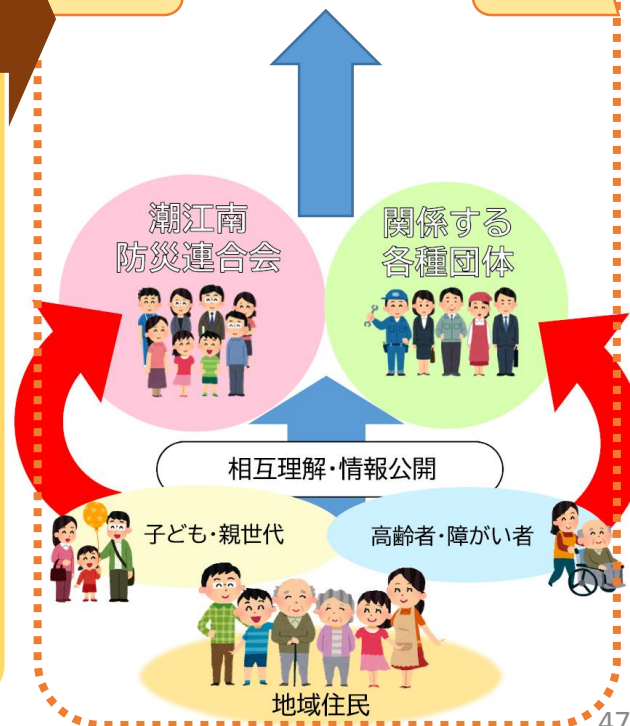 潮江南
防災連合会
関係する
各種団体
相互理解・情報公開
子ども・親世代
高齢者・障がい者
地域住民
47